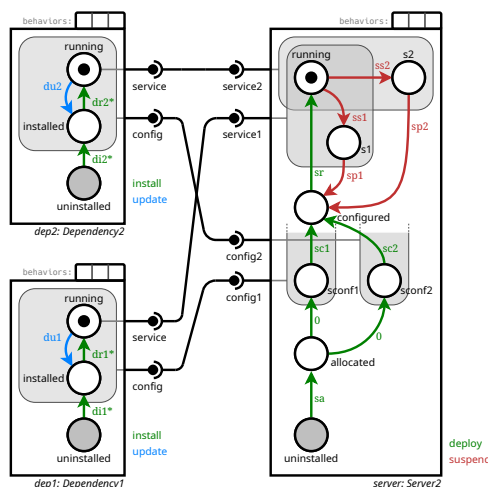 behaviors:
running
du2
dr2*
installed
di2*
uninstalled
service
config
install
update
dep2: Dependency2
behaviors:
running
du1
dr1*
installed
di1*
uninstalled
service
config
install
update
dep1: Dependency1
behaviors:
service2
service1
config2
config1
running
s2
ss2
ss1
s1
sp2
sp1
sr
configured
sc1
sc2
sconf1
sconf2
0
0
allocated
sa
uninstalled
deploy
suspend
server: Server2